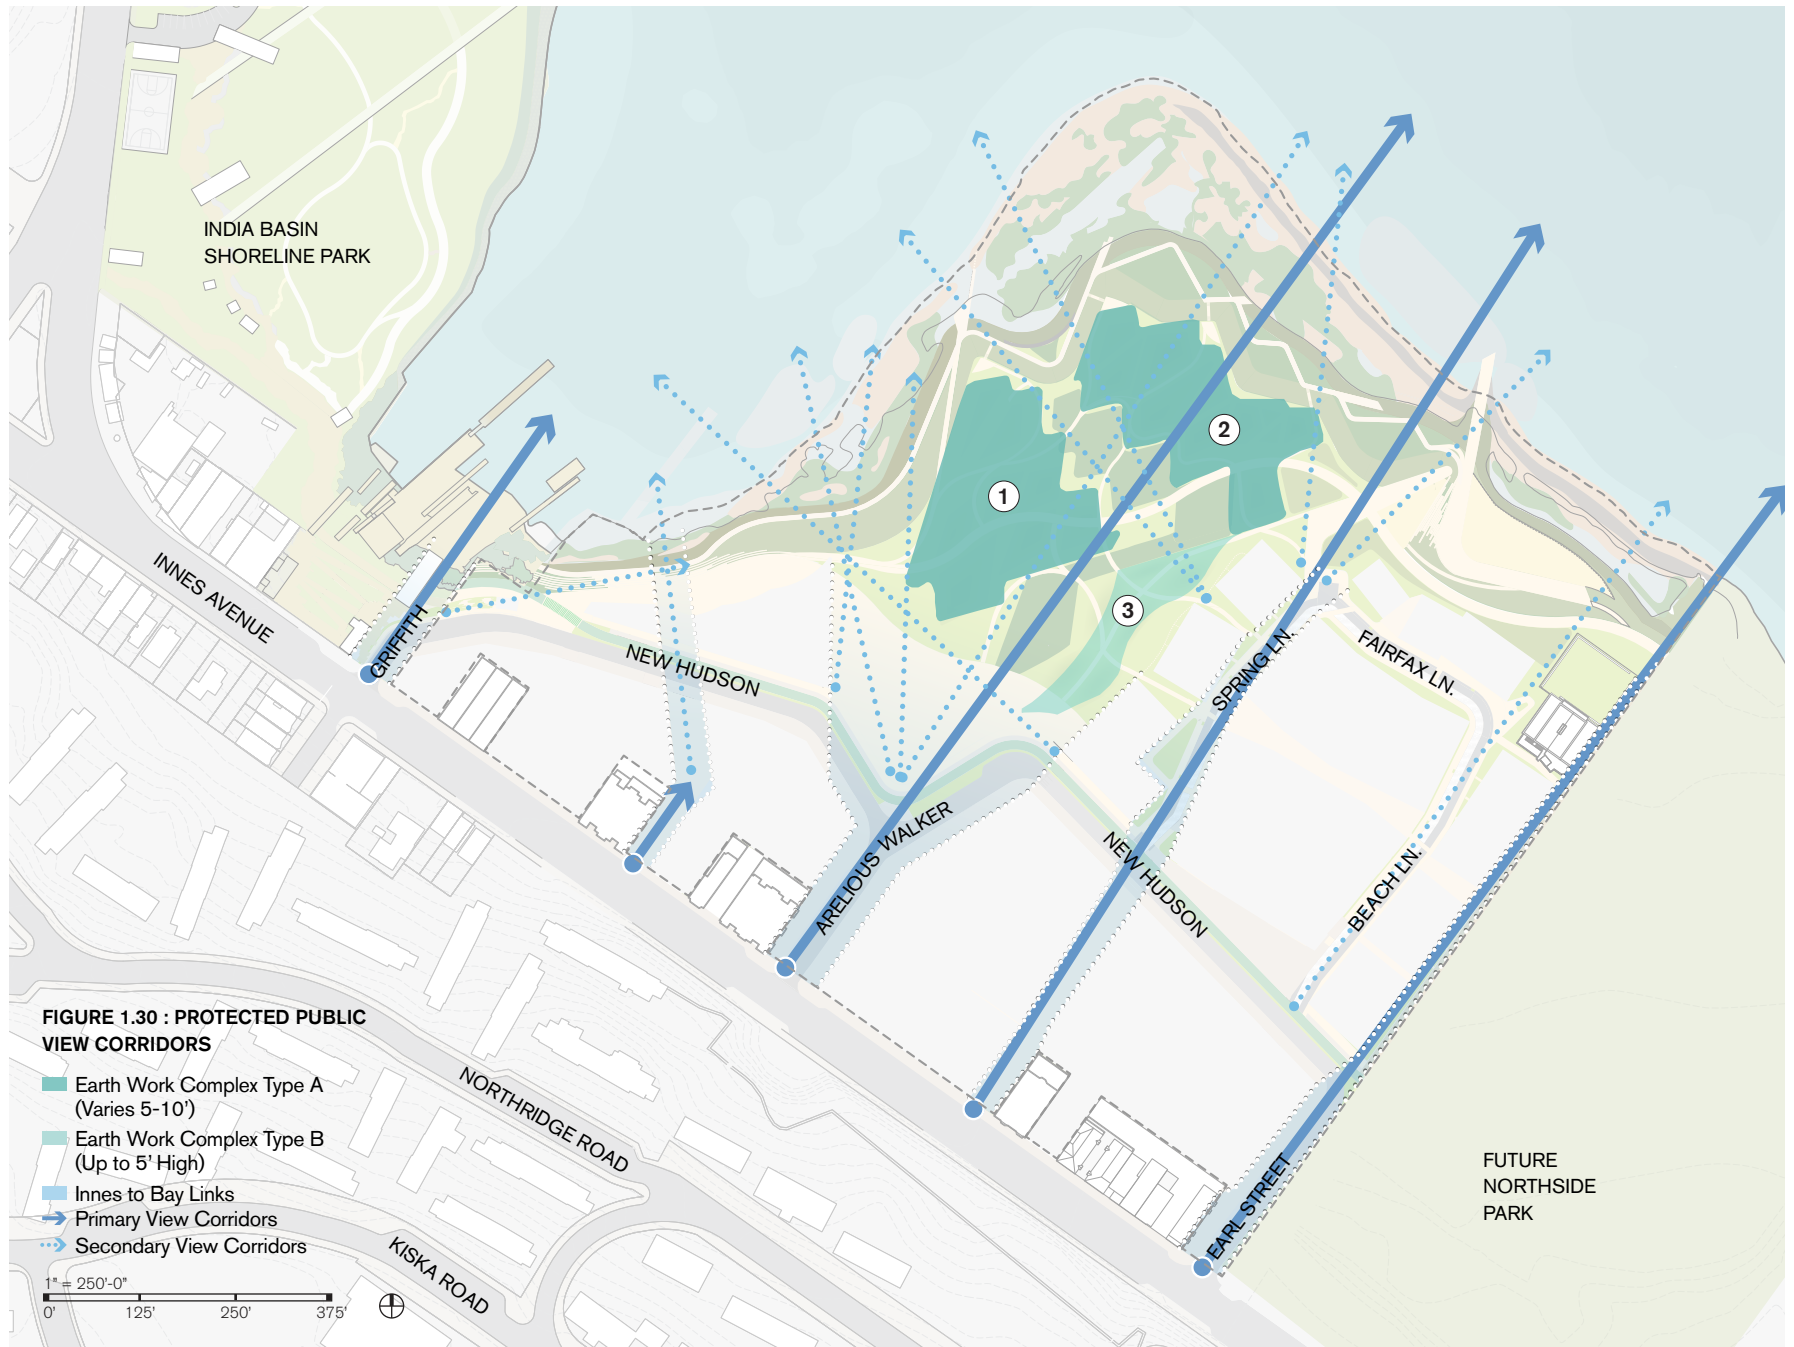 INDIA BASIN
SHORELINE PARK
INNES AVENUE
GRIFFITH
NEW HUDSON
1
2
3
SPRING LN.
FAIRFAX LN.
ARELIOUS WALKER
NEW HUDSON
BEACH LN.
EARL STREET
NORTHRIDGE ROAD
KISKA ROAD
FUTURE
NORTHSIDE
PARK
FIGURE 1.30 : PROTECTED PUBLIC
VIEW CORRIDORS
Earth Work Complex Type A
(Varies 5-10')
Earth Work Complex Type B
(Up to 5' High)
Innes to Bay Links
Primary View Corridors
Secondary View Corridors
1" = 250'-0"
0' 125' 250' 375'